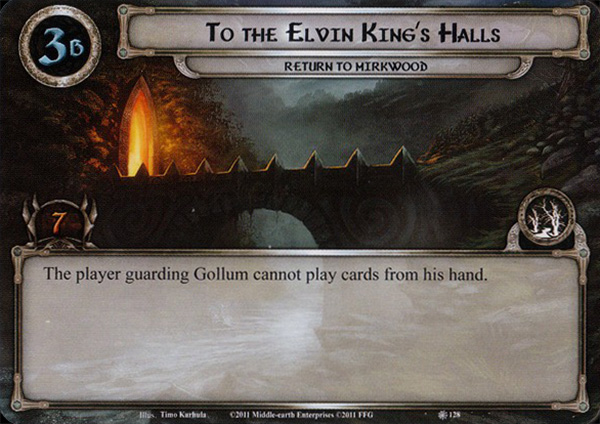 3B
To the Elvin King's Halls
Return to Mirkwood
7
The player guarding Gollum cannot play cards from his hand.
Illus. Timo Karhula ©2011 Middle-earth Enterprises ©2011 FFG 128